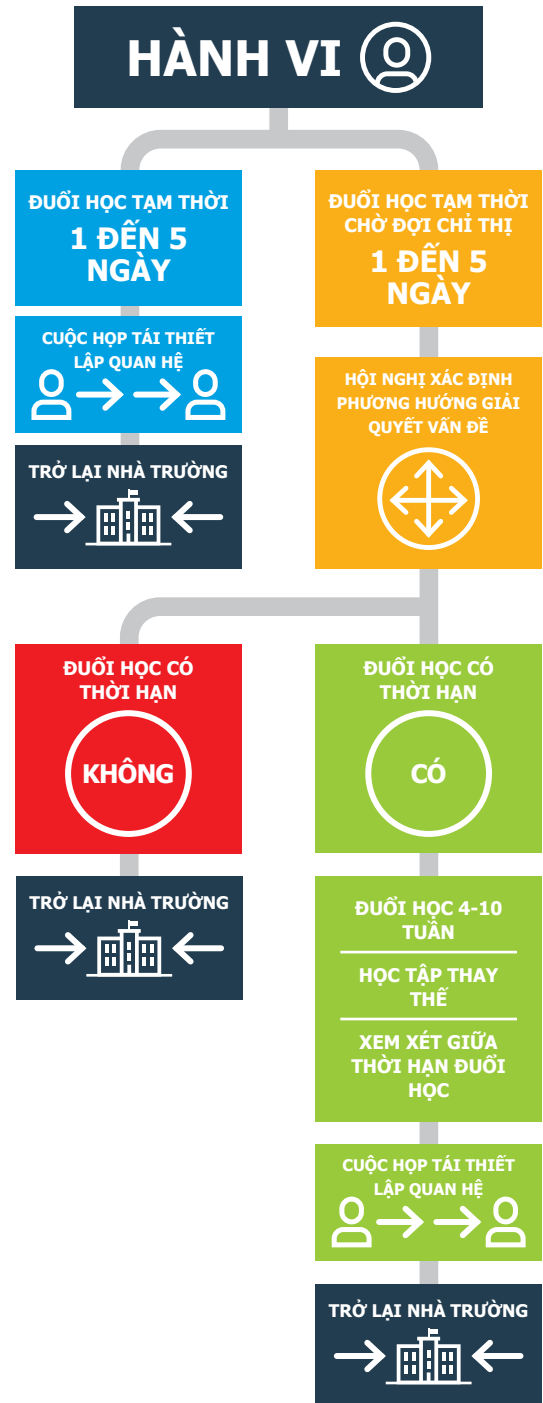 HÀNH VI
ĐUỔI HỌC TẠM THỜI
1 ĐẾN 5
NGÀY
CUỘC HỌP TÁI THIẾT
LẬP QUAN HỆ
TRỞ LẠI NHÀ TRƯỜNG
ĐUỔI HỌC TẠM THỜI
CHỜ ĐỢI CHỈ THỊ
1 ĐẾN 5
NGÀY
HỘI NGHỊ XÁC ĐỊNH
PHƯƠNG HƯỚNG GIẢI
QUYẾT VẤN ĐỀ
ĐUỔI HỌC CÓ
THỜI HẠN
KHÔNG
TRỞ LẠI NHÀ TRƯỜNG
ĐUỔI HỌC CÓ
THỜI HẠN
CÓ
ĐUỔI HỌC 4-10
TUẦN
HỌC TẬP THAY
THẾ
XEM XÉT GIỮA
THỜI HẠN ĐUỔI
HỌC
CUỘC HỌP TÁI THIẾT
LẬP QUAN HỆ
TRỞ LẠI NHÀ TRƯỜNG